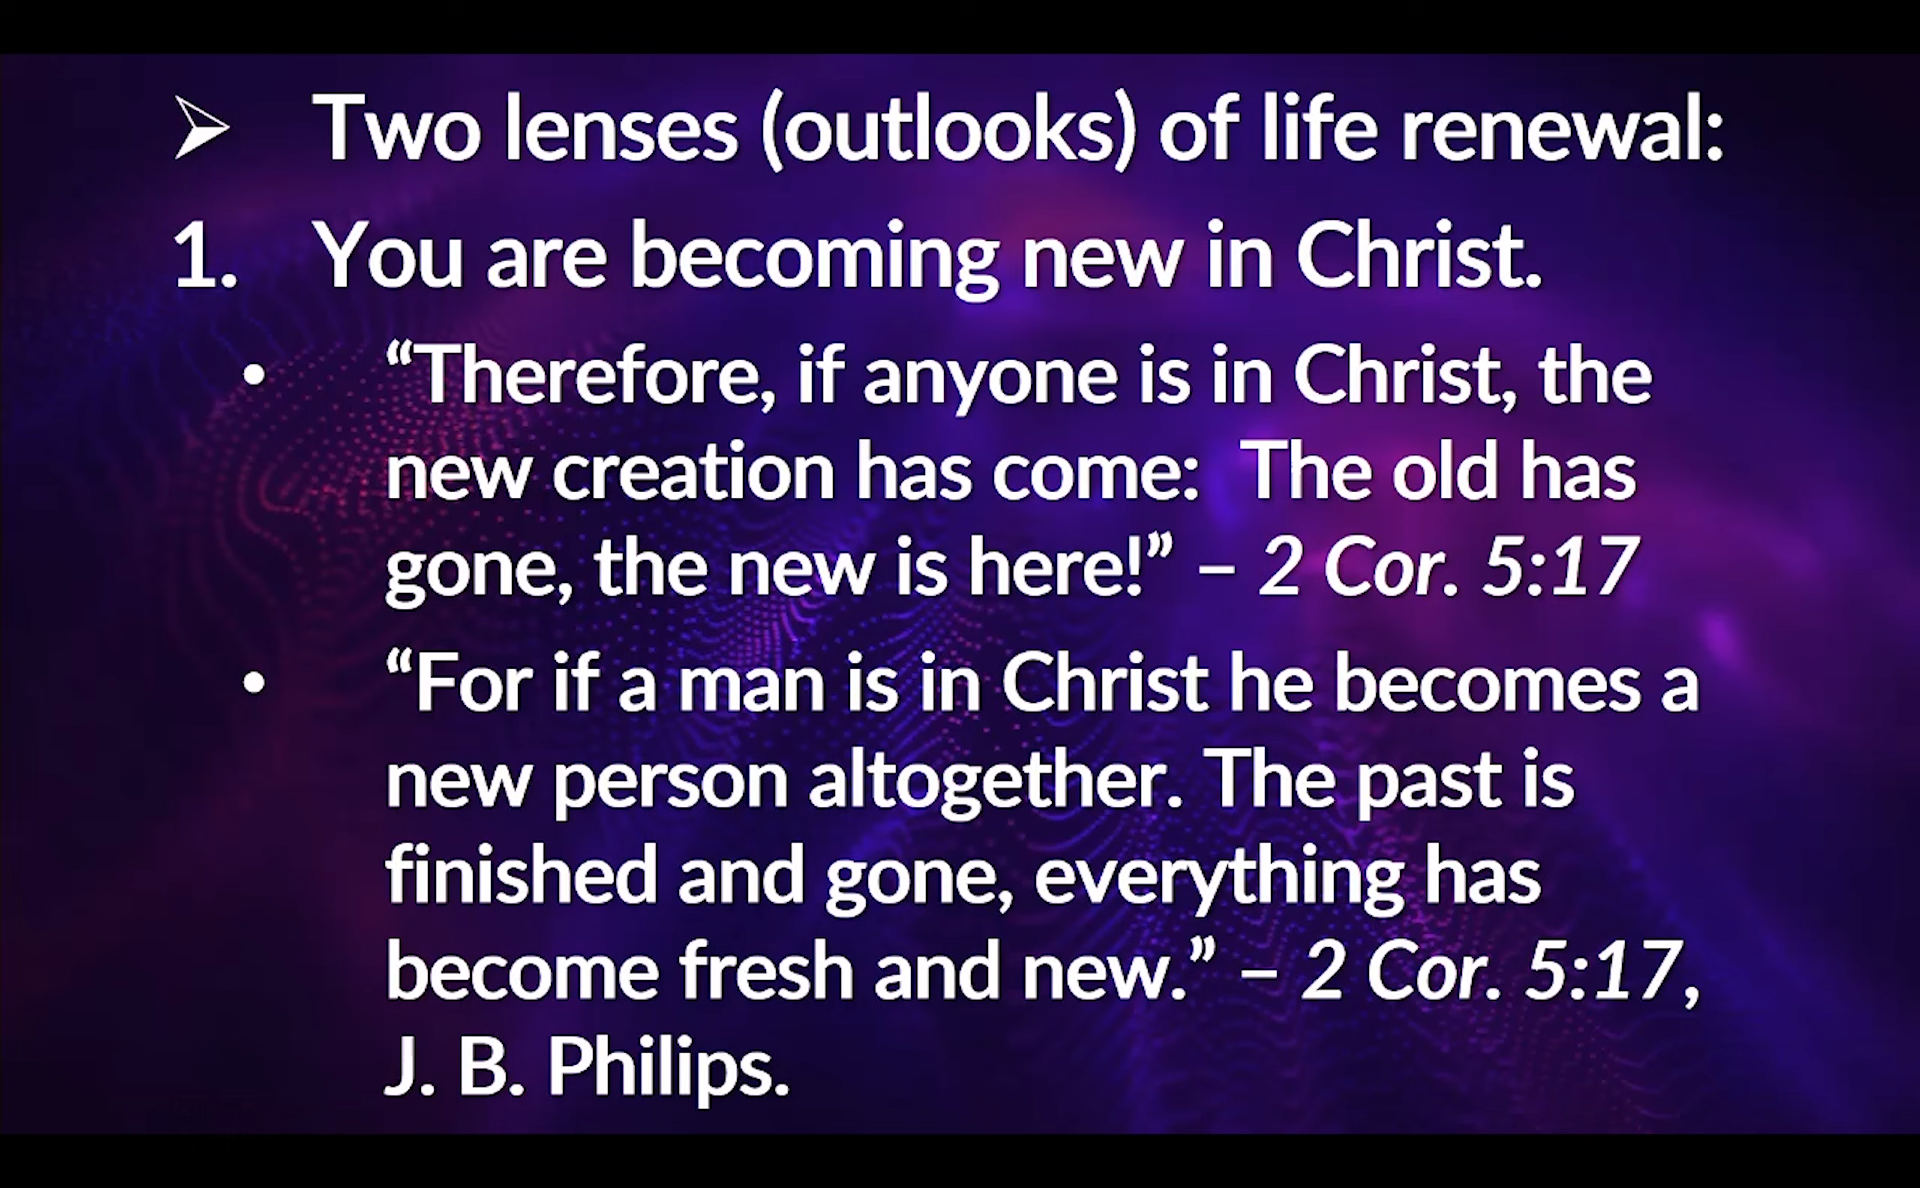 ➢ Two lenses (outlooks) of life renewal:
1. You are becoming new in Christ.
• “Therefore, if anyone is in Christ, the
new creation has come:  The old has
gone, the new is here!” – 2 Cor. 5:17
• “For if a man is in Christ he becomes a
new person altogether. The past is
finished and gone, everything has
become fresh and new.” – 2 Cor. 5:17,
J. B. Philips.